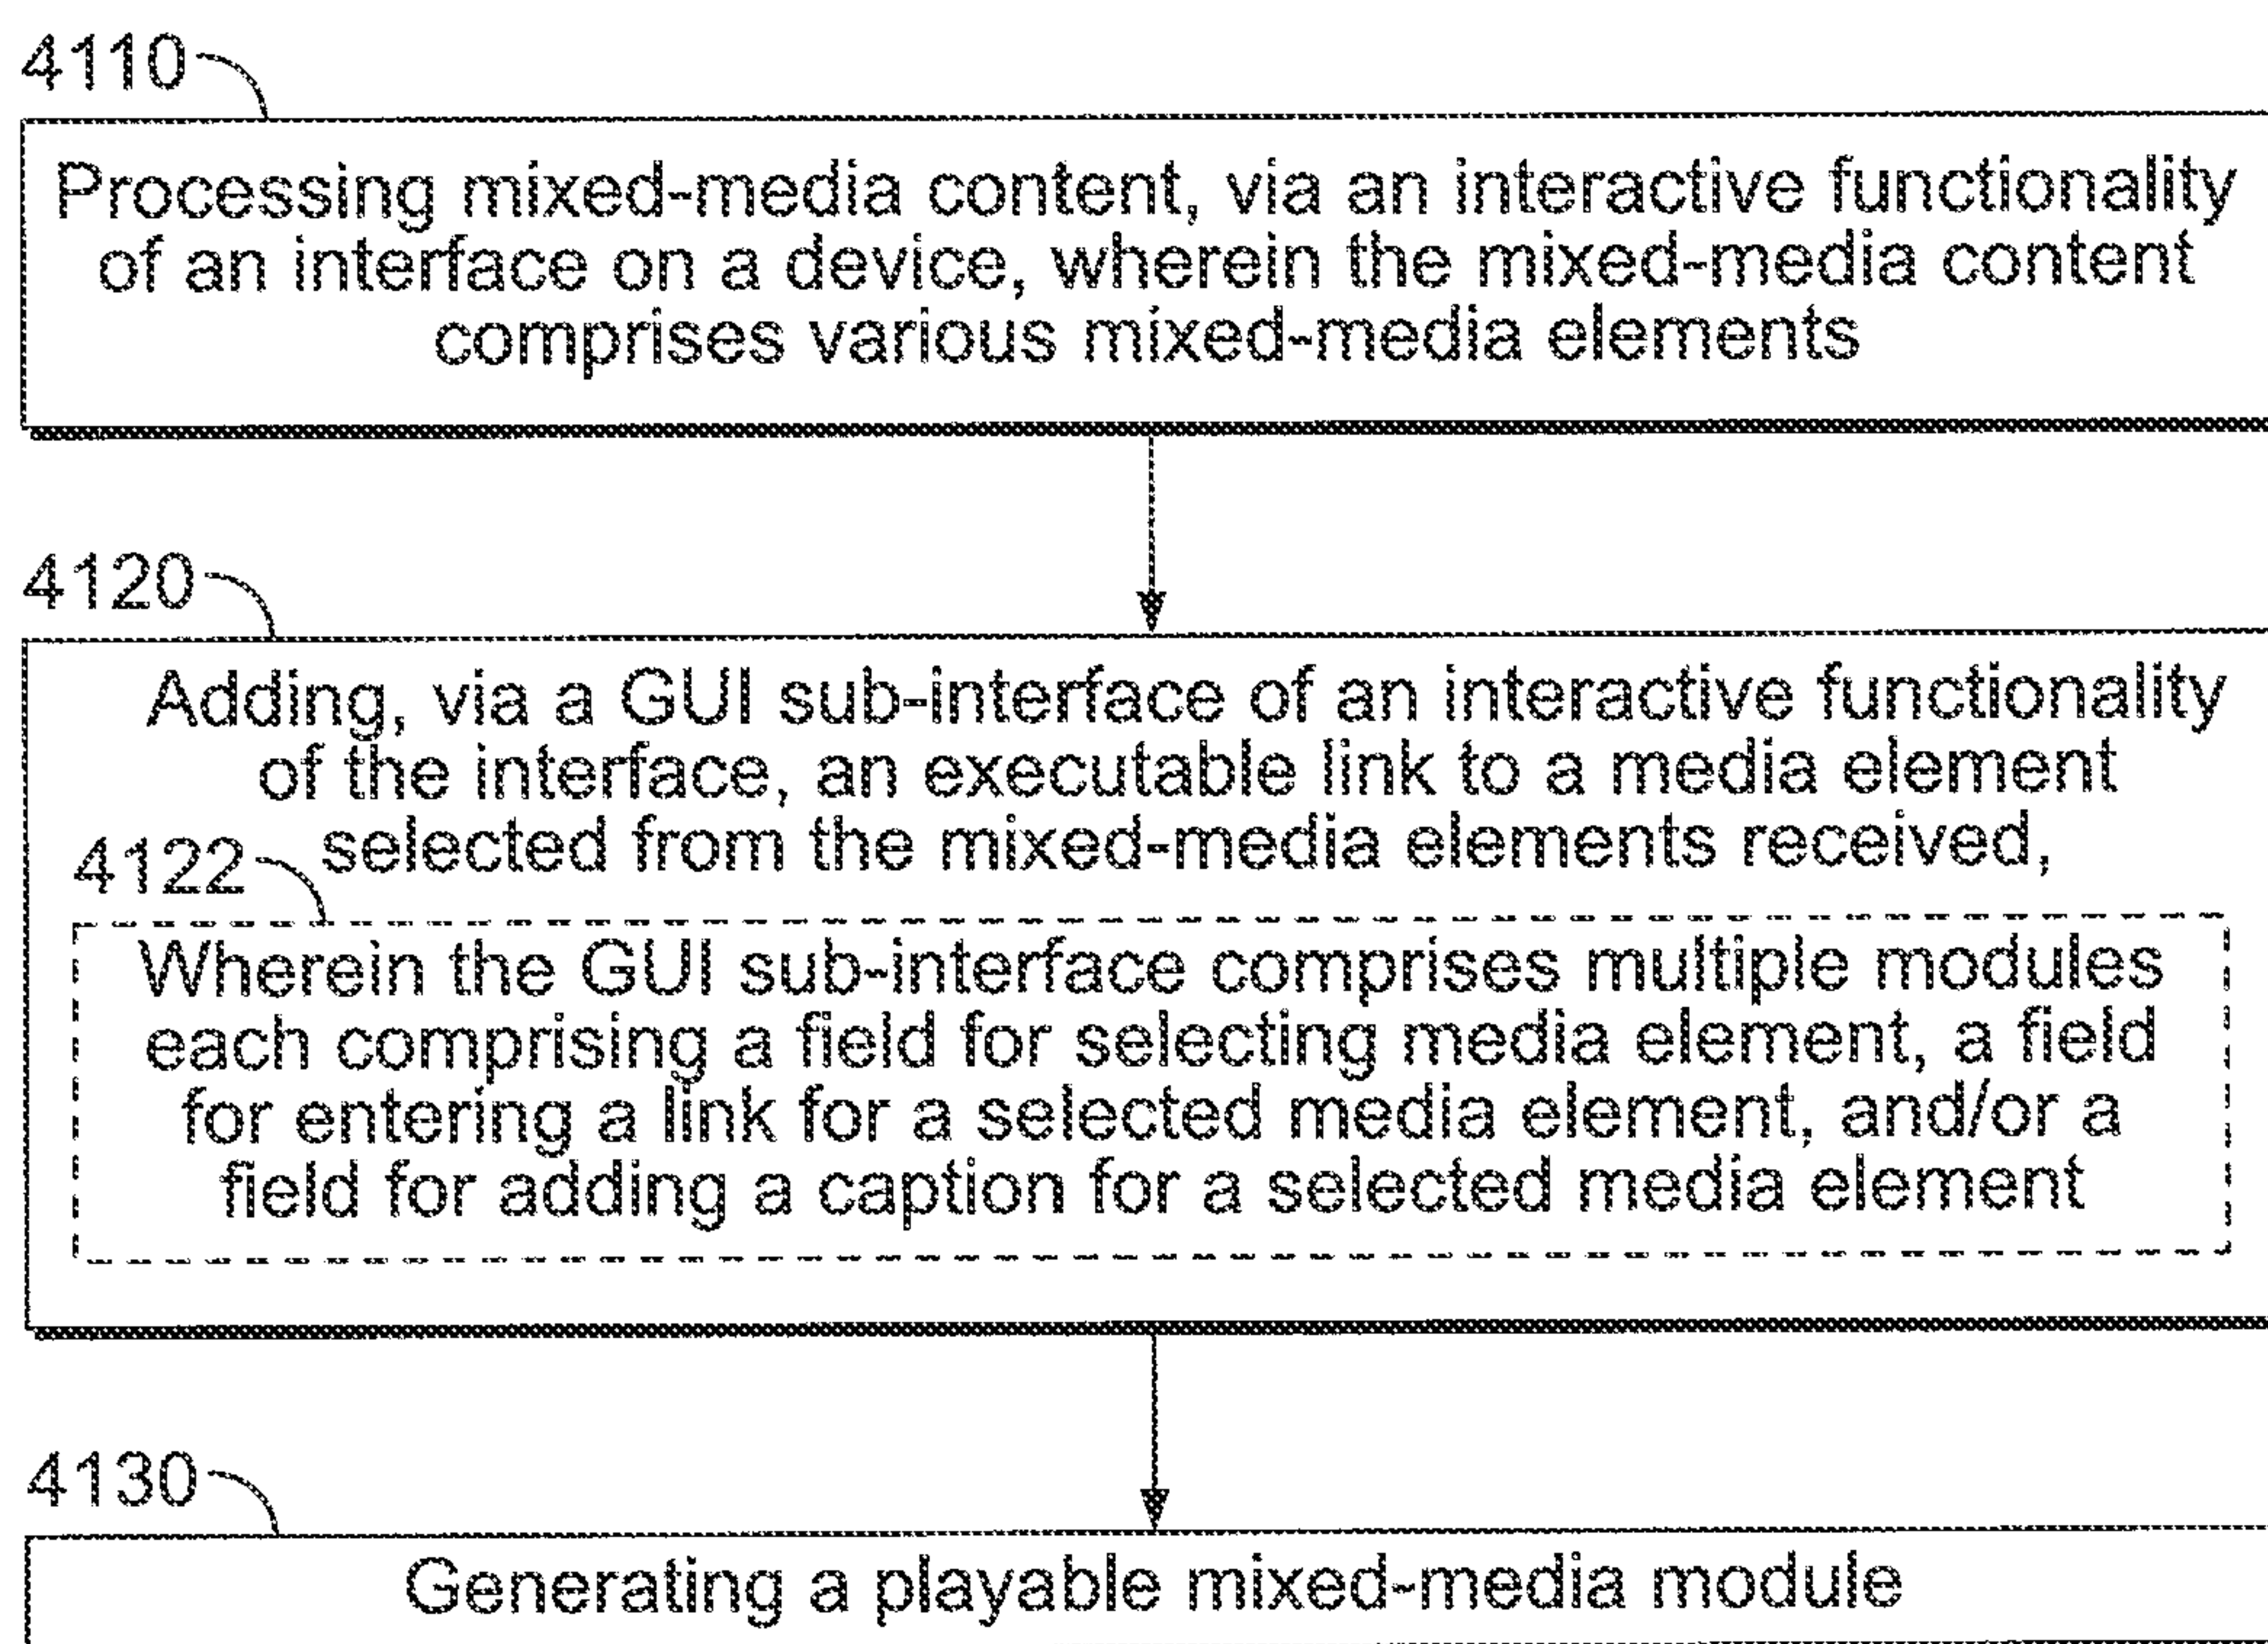 4110
Processing mixed-media content, via an interactive functionality
of an interface on a device, wherein the mixed-media content
comprises various mixed-media elements
4120
Adding, via a GUI sub-interface of an interactive functionality
of the interface, an executable link to a media element
selected from the mixed-media elements received,
4122
Wherein the GUI sub-interface comprises multiple modules
each comprising a field for selecting media element, a field
for entering a link for a selected media element, and/or a
field for adding a caption for a selected media element
4130
Generating a playable mixed-media module